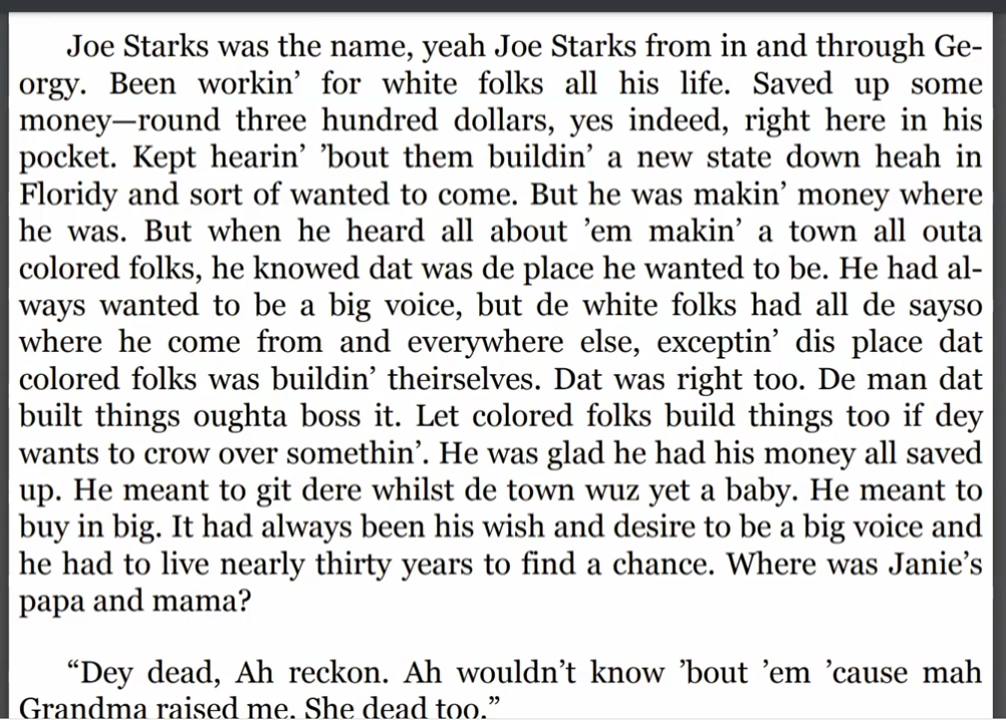 Joe Starks was the name, yeah Joe Starks from in and through Ge-
orgy. Been workin’ for white folks all his life. Saved up some
money—round three hundred dollars, yes indeed, right here in his
pocket. Kept hearin’ ’bout them buildin’ a new state down heah in
Floridy and sort of wanted to come. But he was makin’ money where
he was. But when he heard all about ’em makin’ a town all outa
colored folks, he knowed dat was de place he wanted to be. He had al-
ways wanted to be a big voice, but de white folks had all de sayso
where he come from and everywhere else, exceptin’ dis place dat
colored folks was buildin’ theirselves. Dat was right too. De man dat
built things oughta boss it. Let colored folks build things too if dey
wants to crow over somethin’. He was glad he had his money all saved
up. He meant to git dere whilst de town wuz yet a baby. He meant to
buy in big. It had always been his wish and desire to be a big voice and
he had to live nearly thirty years to find a chance. Where was Janie’s
papa and mama?
“Dey dead, Ah reckon. Ah wouldn’t know ’bout ’em ’cause mah
Grandma raised me. She dead too.”